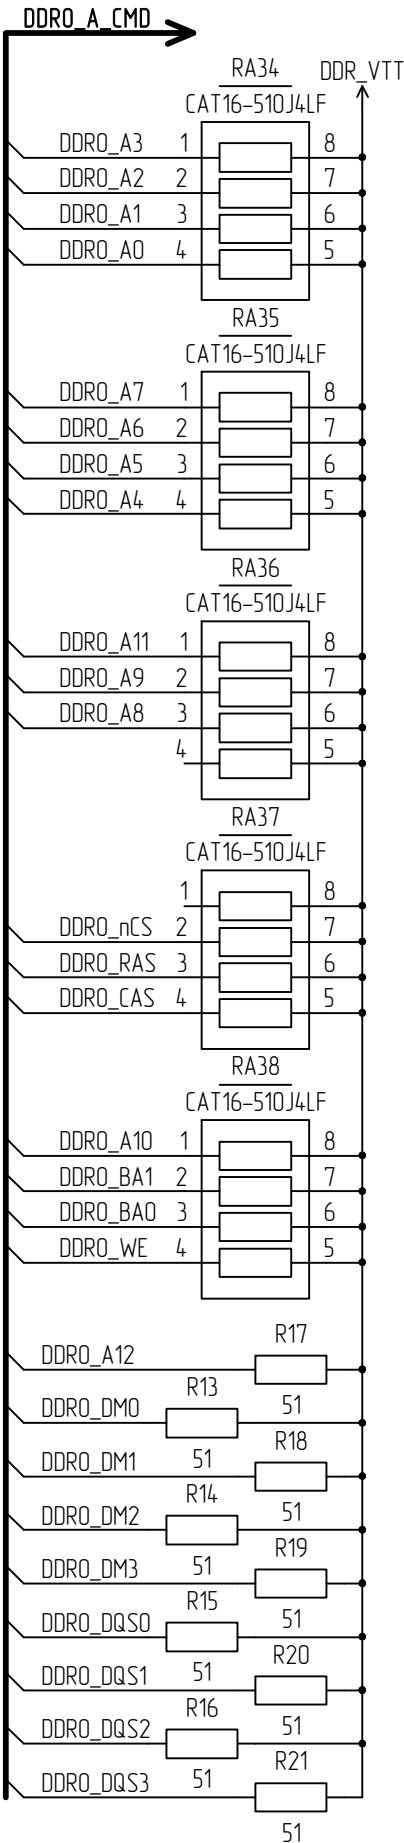 DDR0_A_CMD
RA34 DDR_VTT
CAT16-510J4LF
DDR0_A3 1 8
DDR0_A2 2 7
DDR0_A1 3 6
DDR0_A0 4 5
RA35
CAT16-510J4LF
DDR0_A7 1 8
DDR0_A6 2 7
DDR0_A5 3 6
DDR0_A4 4 5
RA36
CAT16-510J4LF
DDR0_A11 1 8
DDR0_A9 2 7
DDR0_A8 3 6
4 5
RA37
CAT16-510J4LF
1 8
DDR0_nCS 2 7
DDR0_RAS 3 6
DDR0_CAS 4 5
RA38
CAT16-510J4LF
DDR0_A10 1 8
DDR0_BA1 2 7
DDR0_BA0 3 6
DDR0_WE 4 5
R17
DDR0_A12
R13
DDR0_DM0 51
R18
DDR0_DM1 51
R14
DDR0_DM2 51
R19
DDR0_DM3 51
R15
DDR0_DQS0 51
R20
DDR0_DQS1 51
R16
DDR0_DQS2 51
R21
DDR0_DQS3 51
51